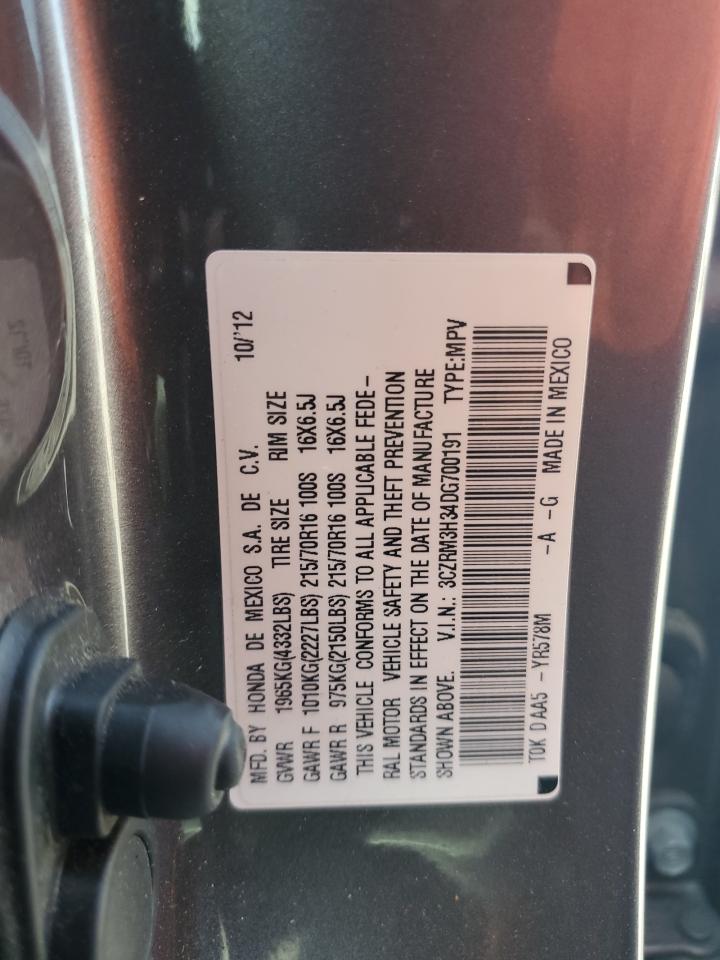 MFD. BY HONDA DE MEXICO S.A. DE C.V. 10/'12
GVWR 1965KG(4332LBS) TIRE SIZE RIM SIZE
GAWR F 1010KG(2227LBS) 215/70R16 100S 16X6.5J
GAWR R 975KG(2150LBS) 215/70R16 100S 16X6.5J
THIS VEHICLE CONFORMS TO ALL APPLICABLE FEDE-
RAL MOTOR VEHICLE SAFETY AND THEFT PREVENTION
STANDARDS IN EFFECT ON THE DATE OF MANUFACTURE
SHOWN ABOVE. V.I.N.: 3CZRM3H34DG700191 TYPE:MPV
T0K DAA5 -YR578M -A -G MADE IN MEXICO